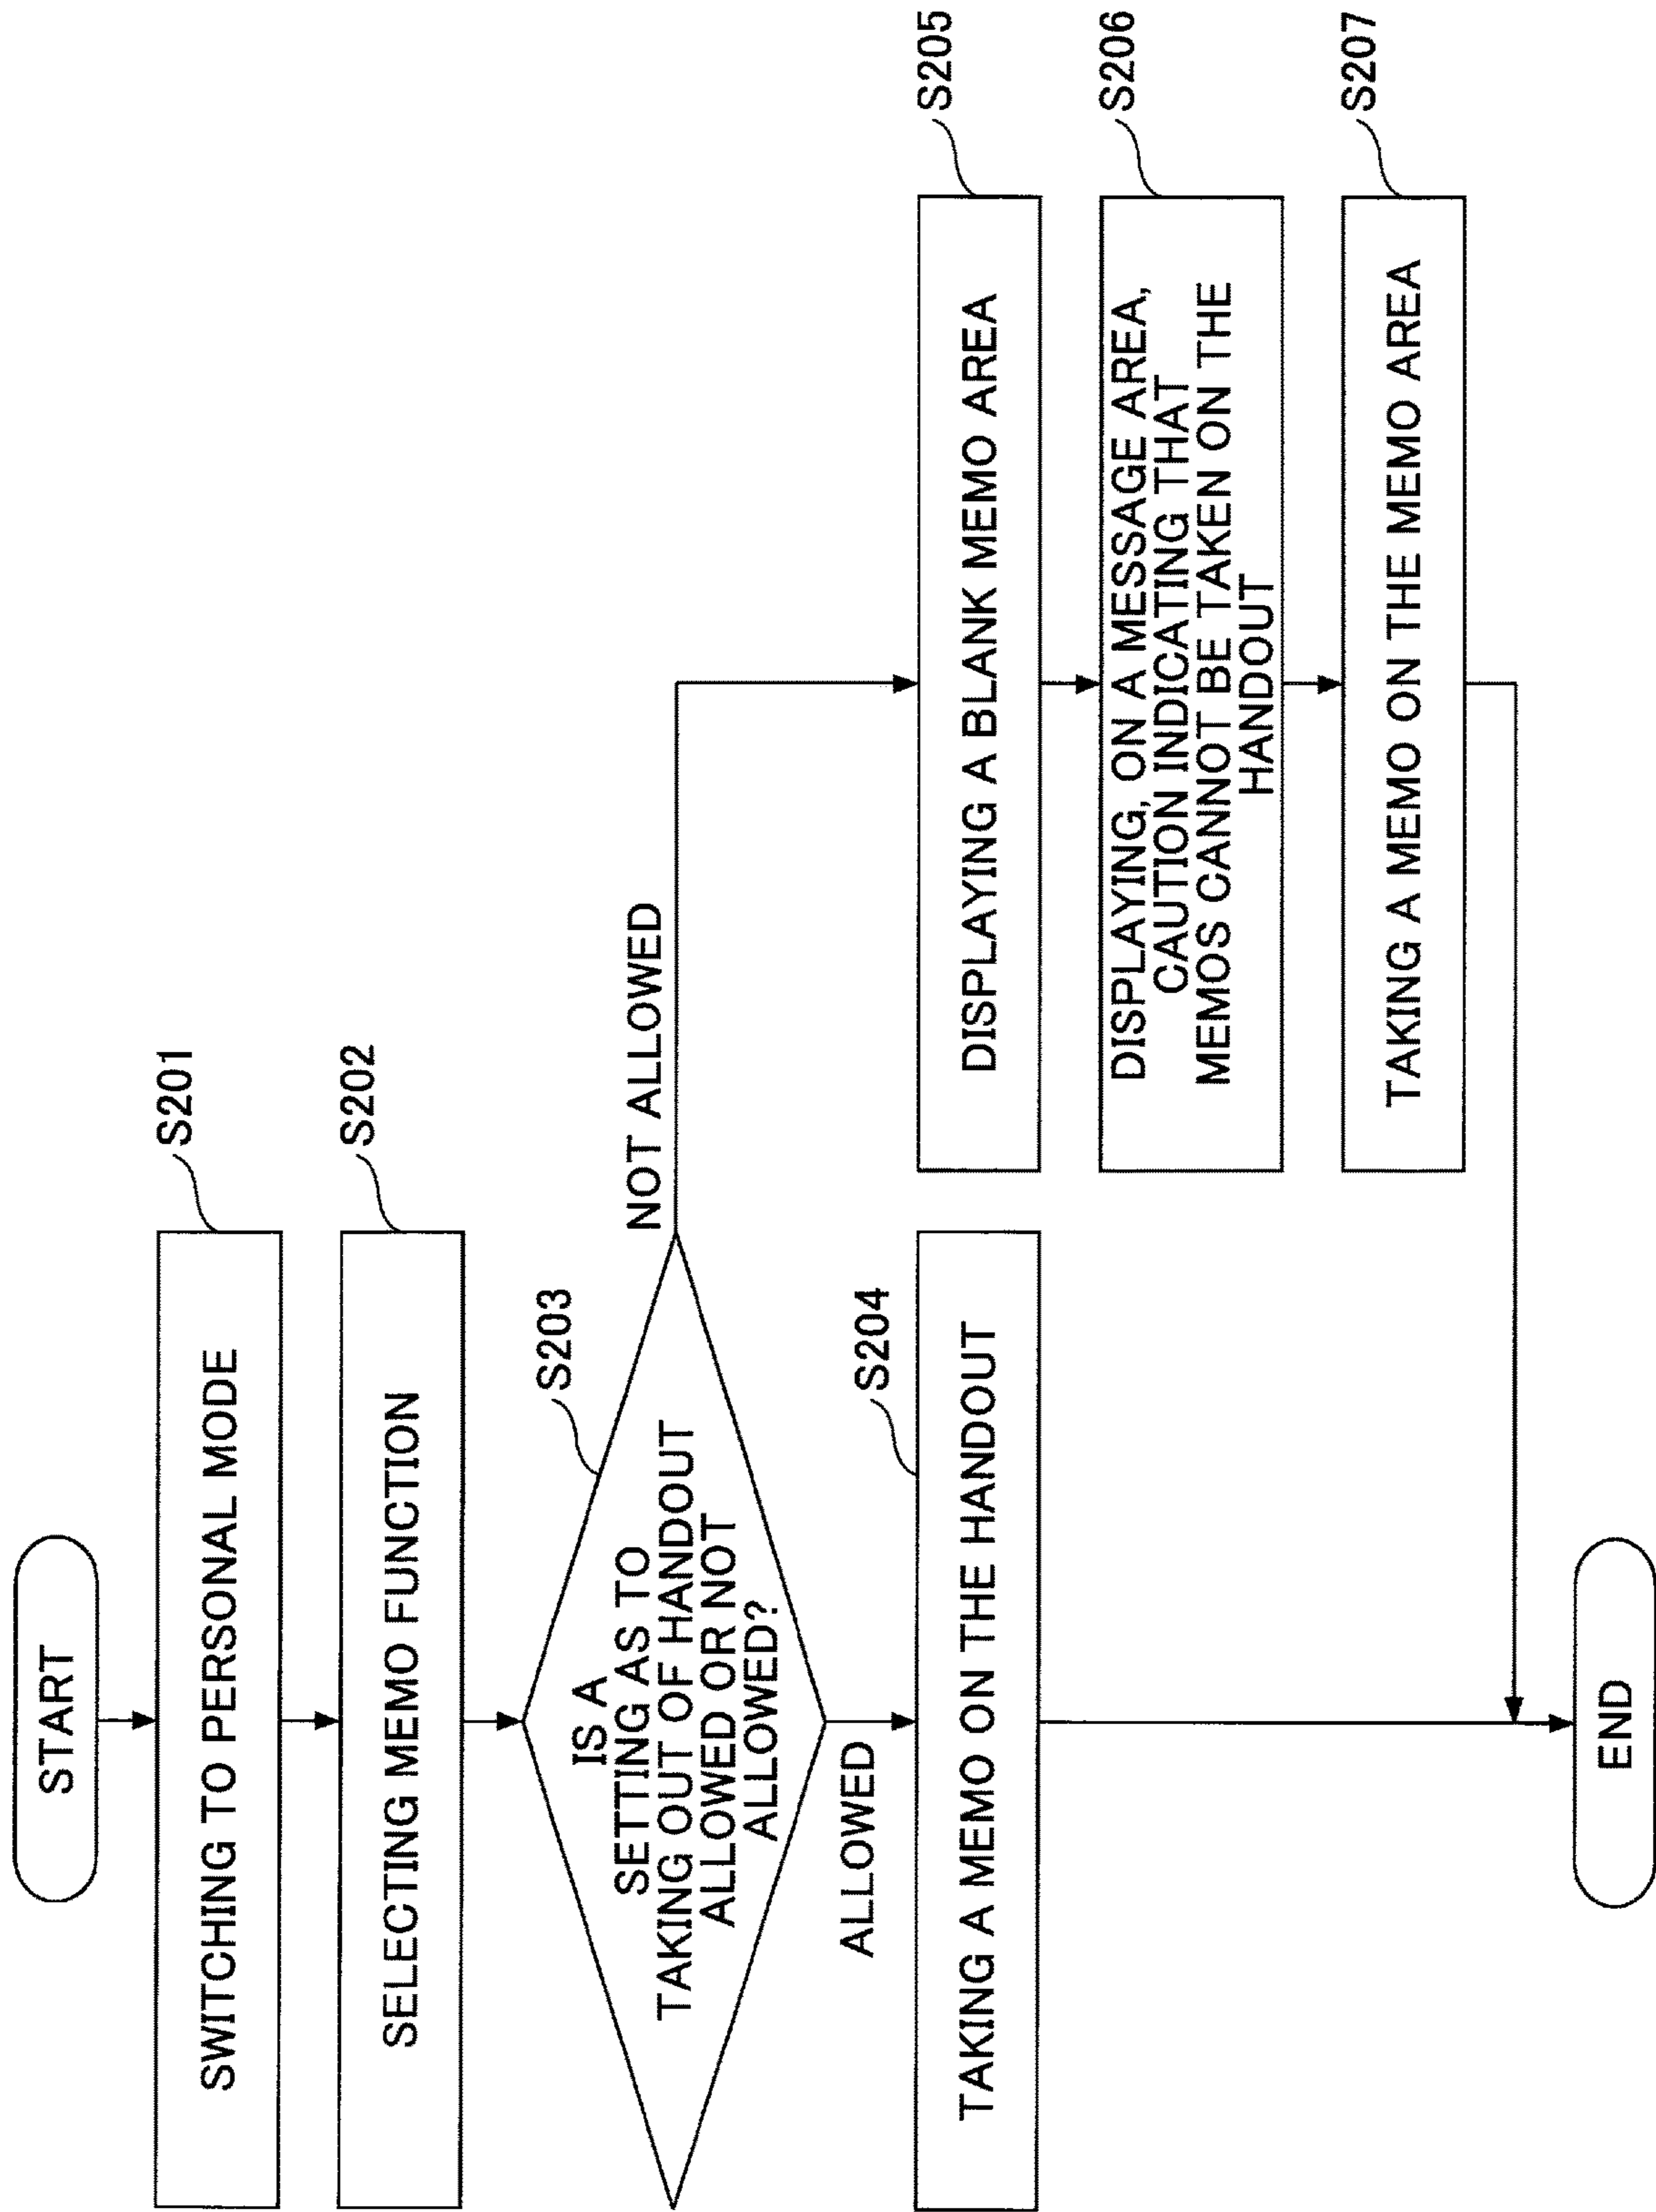 START
SWITCHING TO PERSONAL MODE
S201
SELECTING MEMO FUNCTION
S202
IS A
SETTING AS TO
TAKING OUT OF HANDOUT
ALLOWED OR NOT
ALLOWED?
S203
NOT ALLOWED
ALLOWED
TAKING A MEMO ON THE HANDOUT
S204
DISPLAYING A BLANK MEMO AREA
S205
DISPLAYING, ON A MESSAGE AREA,
CAUTION INDICATING THAT
MEMOS CANNOT BE TAKEN ON THE
HANDOUT
S206
TAKING A MEMO ON THE MEMO AREA
S207
END